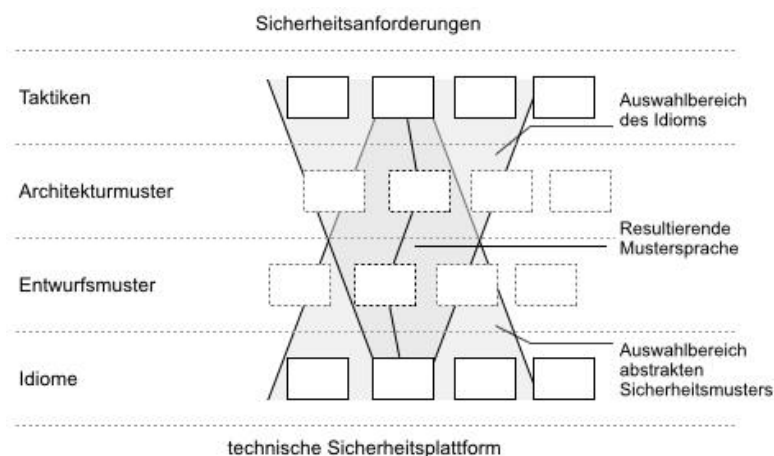 Sicherheitsanforderungen
Taktiken
Auswahlbereich
des Idioms
Architekturmuster
Resultierende
Mustersprache
Entwurfsmuster
Auswahlbereich
abstrakten
Sicherheitsmusters
Idiome
technische Sicherheitsplattform